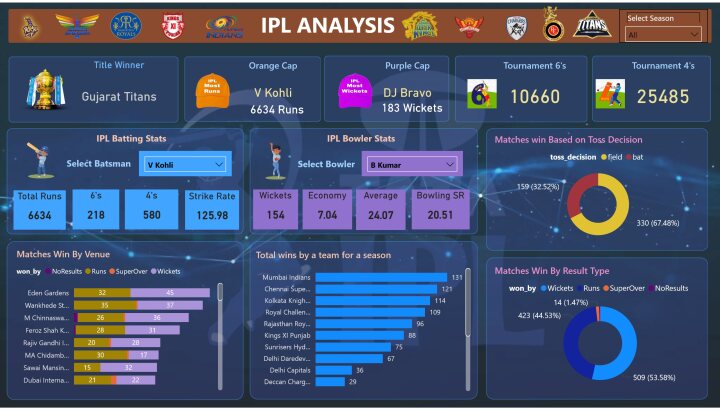 IPL ANALYSIS
RAJASTHAN
ROYALS
INDIANS
TITANS
Select Season
All
Title Winner
Gujarat Titans
Orange Cap
IPL
Most
Runs
V Kohli
6634 Runs
Purple Cap
IPL
Most
Wickets
DJ Bravo
183 Wickets
Tournament 6's
6
10660
Tournament 4's
4
25485
IPL Batting Stats
Select Batsman
V Kohli
Total Runs
6634
6's
218
4's
580
Strike Rate
125.98
IPL Bowler Stats
Select Bowler
B Kumar
Wickets
154
Economy
7.04
Average
24.07
Bowling SR
20.51
Matches win Based on Toss Decision
toss_decision field bat
159 (32.52%)
330 (67.48%)
Matches Win By Venue
won_by NoResults Runs SuperOver Wickets
Eden Gardens 32 45
Wankhede St... 35 37
M Chinnaswa... 26 36
Feroz Shah K... 28 31
Rajiv Gandhi I... 20 28
MA Chidamb... 30 17
Sawai Mansin... 15 32
Dubai Interna... 21 22
Total wins by a team for a season
Mumbai Indians 131
Chennai Supe... 121
Kolkata Knigh... 114
Royal Challen... 109
Rajasthan Roy... 96
Kings XI Punjab 88
Sunrisers Hyd... 75
Delhi Daredev... 67
Delhi Capitals 36
Deccan Charg... 29
Matches Win By Result Type
won_by Wickets Runs SuperOver NoResults
14 (1.47%)
423 (44.53%)
509 (53.58%)
IPL